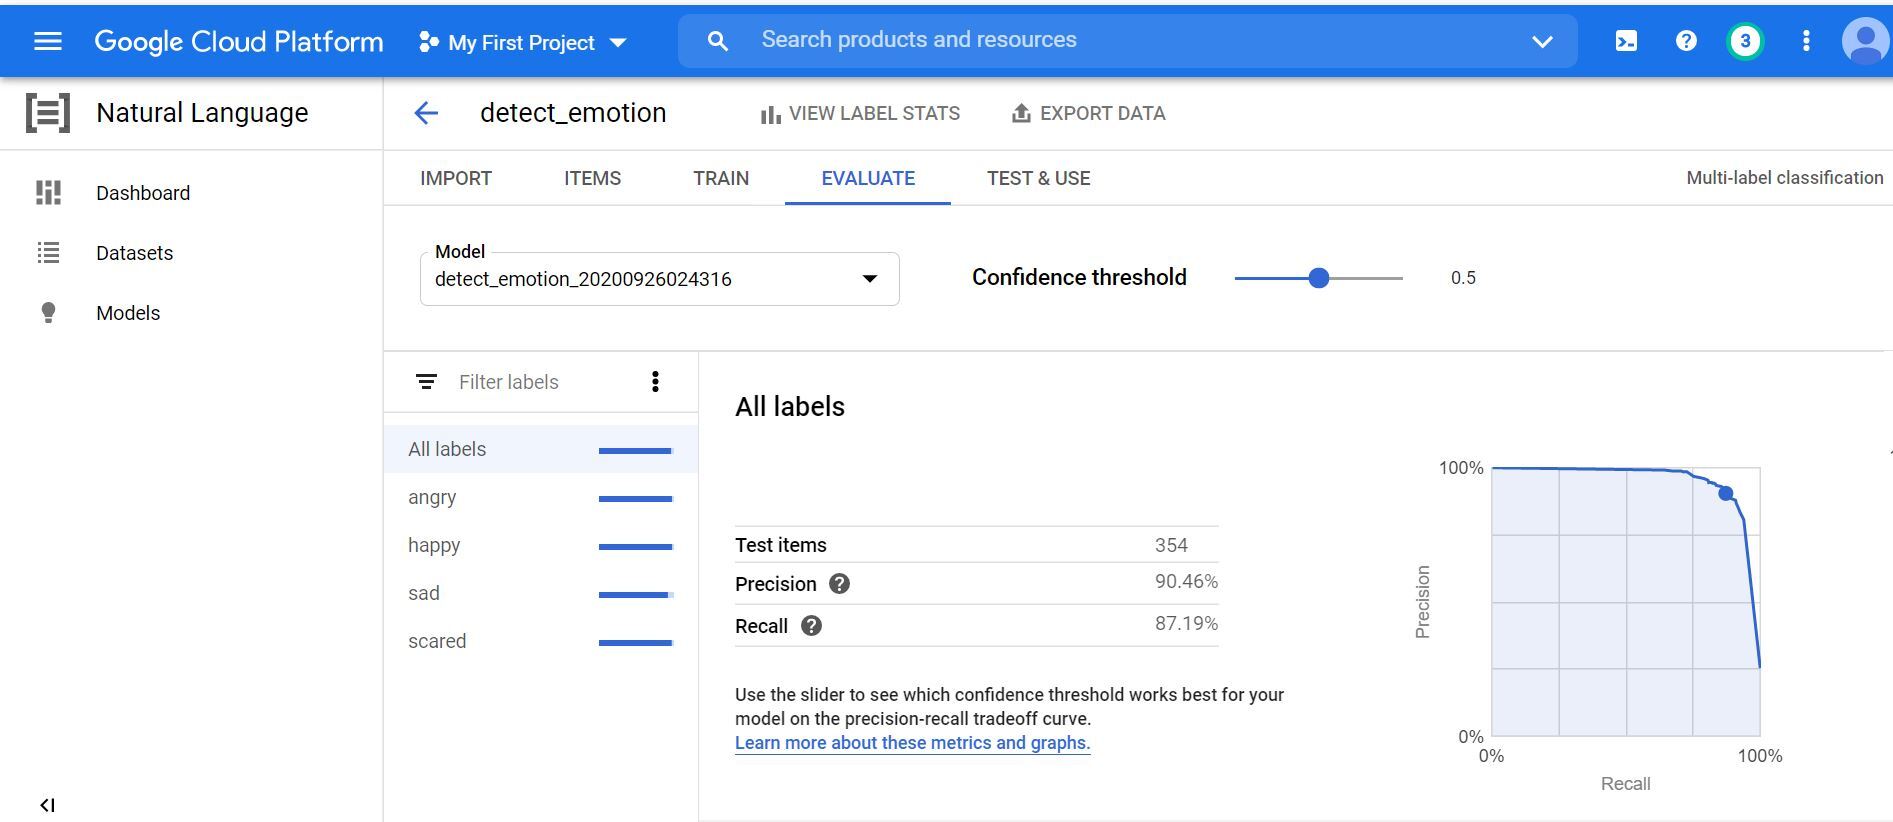 Google Cloud Platform
My First Project
Search products and resources
3
Natural Language
detect_emotion
VIEW LABEL STATS
EXPORT DATA
Dashboard
Datasets
Models
IMPORT
ITEMS
TRAIN
EVALUATE
TEST & USE
Multi-label classification
Model
detect_emotion_20200926024316
Confidence threshold
0.5
Filter labels
All labels
angry
happy
sad
scared
All labels
Test items 354
Precision 90.46%
Recall 87.19%
Use the slider to see which confidence threshold works best for your
model on the precision-recall tradeoff curve.
Learn more about these metrics and graphs.
100%
Precision
0%
0%
100%
Recall